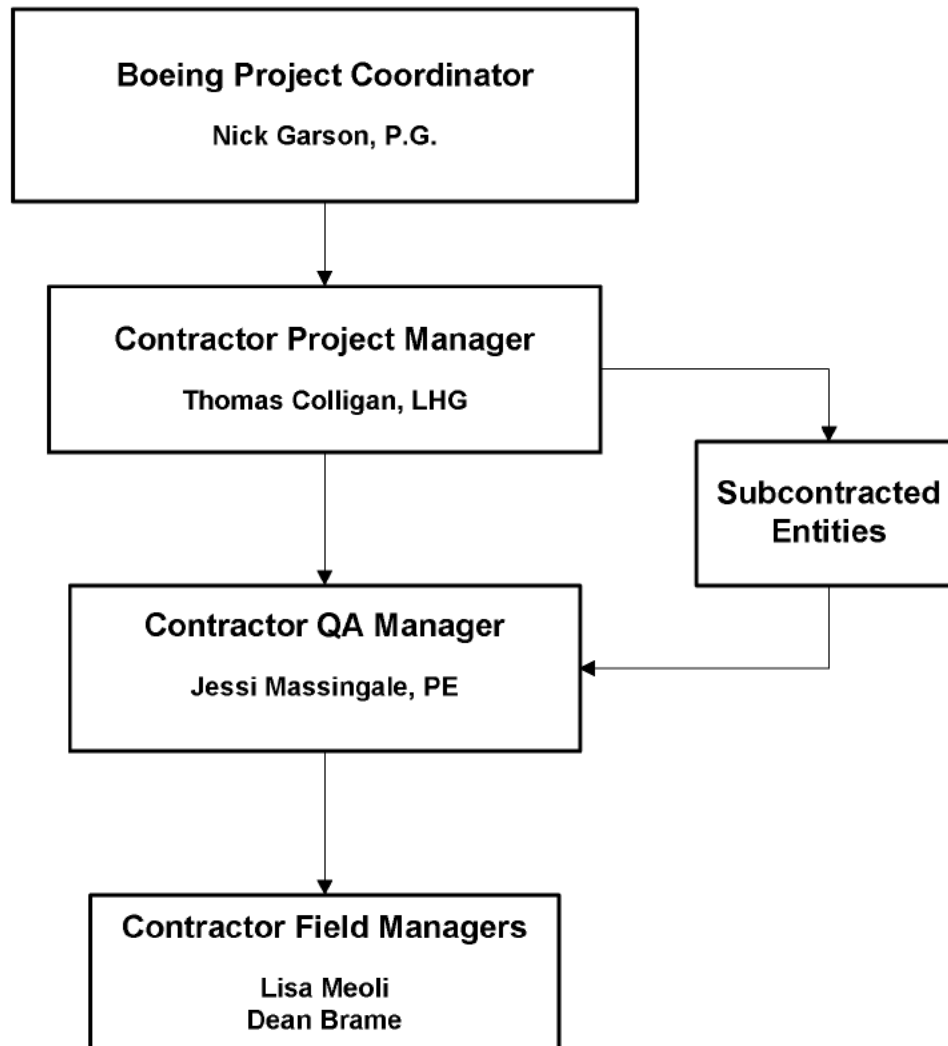 Boeing Project Coordinator
Nick Garson, P.G.
Contractor Project Manager
Thomas Colligan, LHG
Subcontracted
Entities
Contractor QA Manager
Jessi Massingale, PE
Contractor Field Managers
Lisa Meoli
Dean Brame